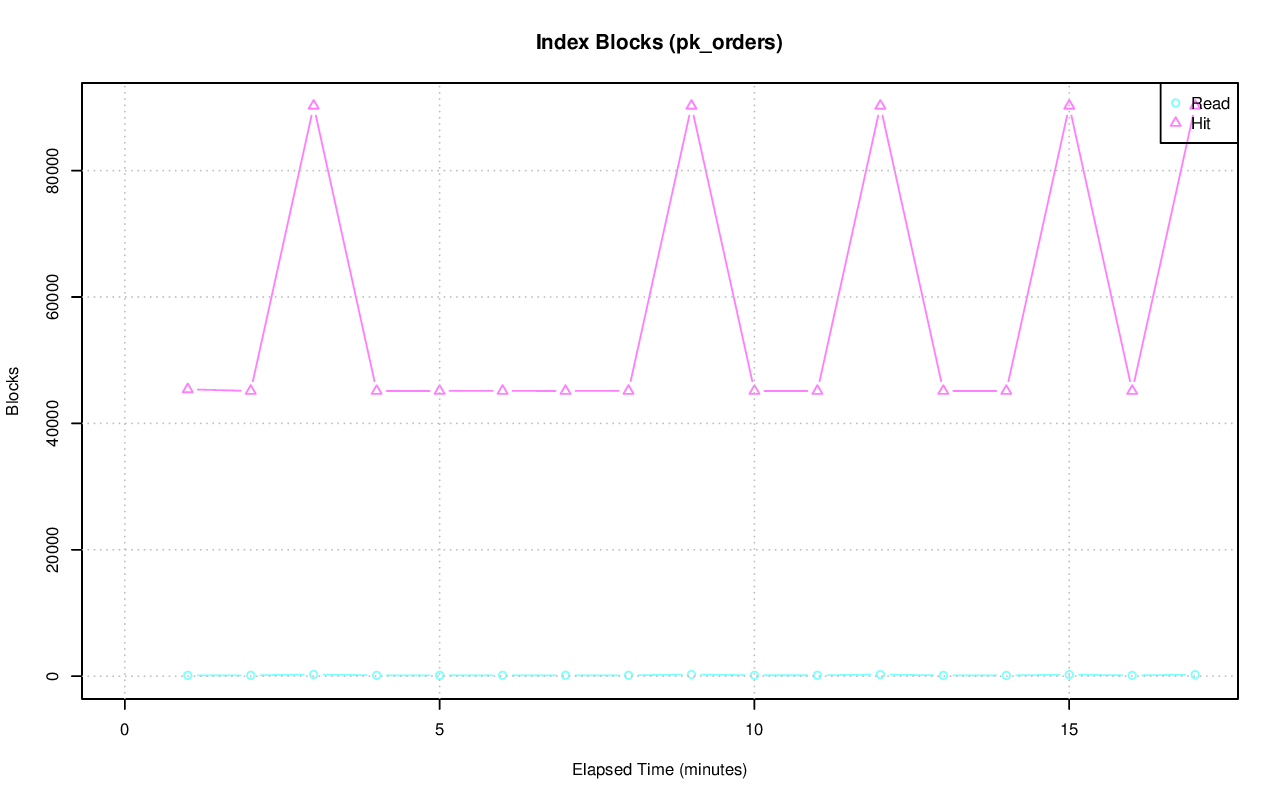 Index Blocks (pk_orders)
Read
Hit
80000
60000
40000
20000
0
Blocks
0 5 10 15
Elapsed Time (minutes)